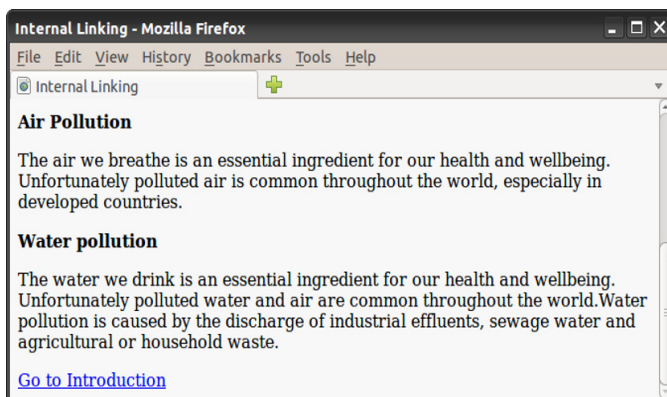 Internal Linking - Mozilla Firefox
File Edit View History Bookmarks Tools Help
Internal Linking
Air Pollution
The air we breathe is an essential ingredient for our health and wellbeing.
Unfortunately polluted air is common throughout the world, especially in
developed countries.
Water pollution
The water we drink is an essential ingredient for our health and wellbeing.
Unfortunately polluted water and air are common throughout the world.Water
pollution is caused by the discharge of industrial effluents, sewage water and
agricultural or household waste.
Go to Introduction